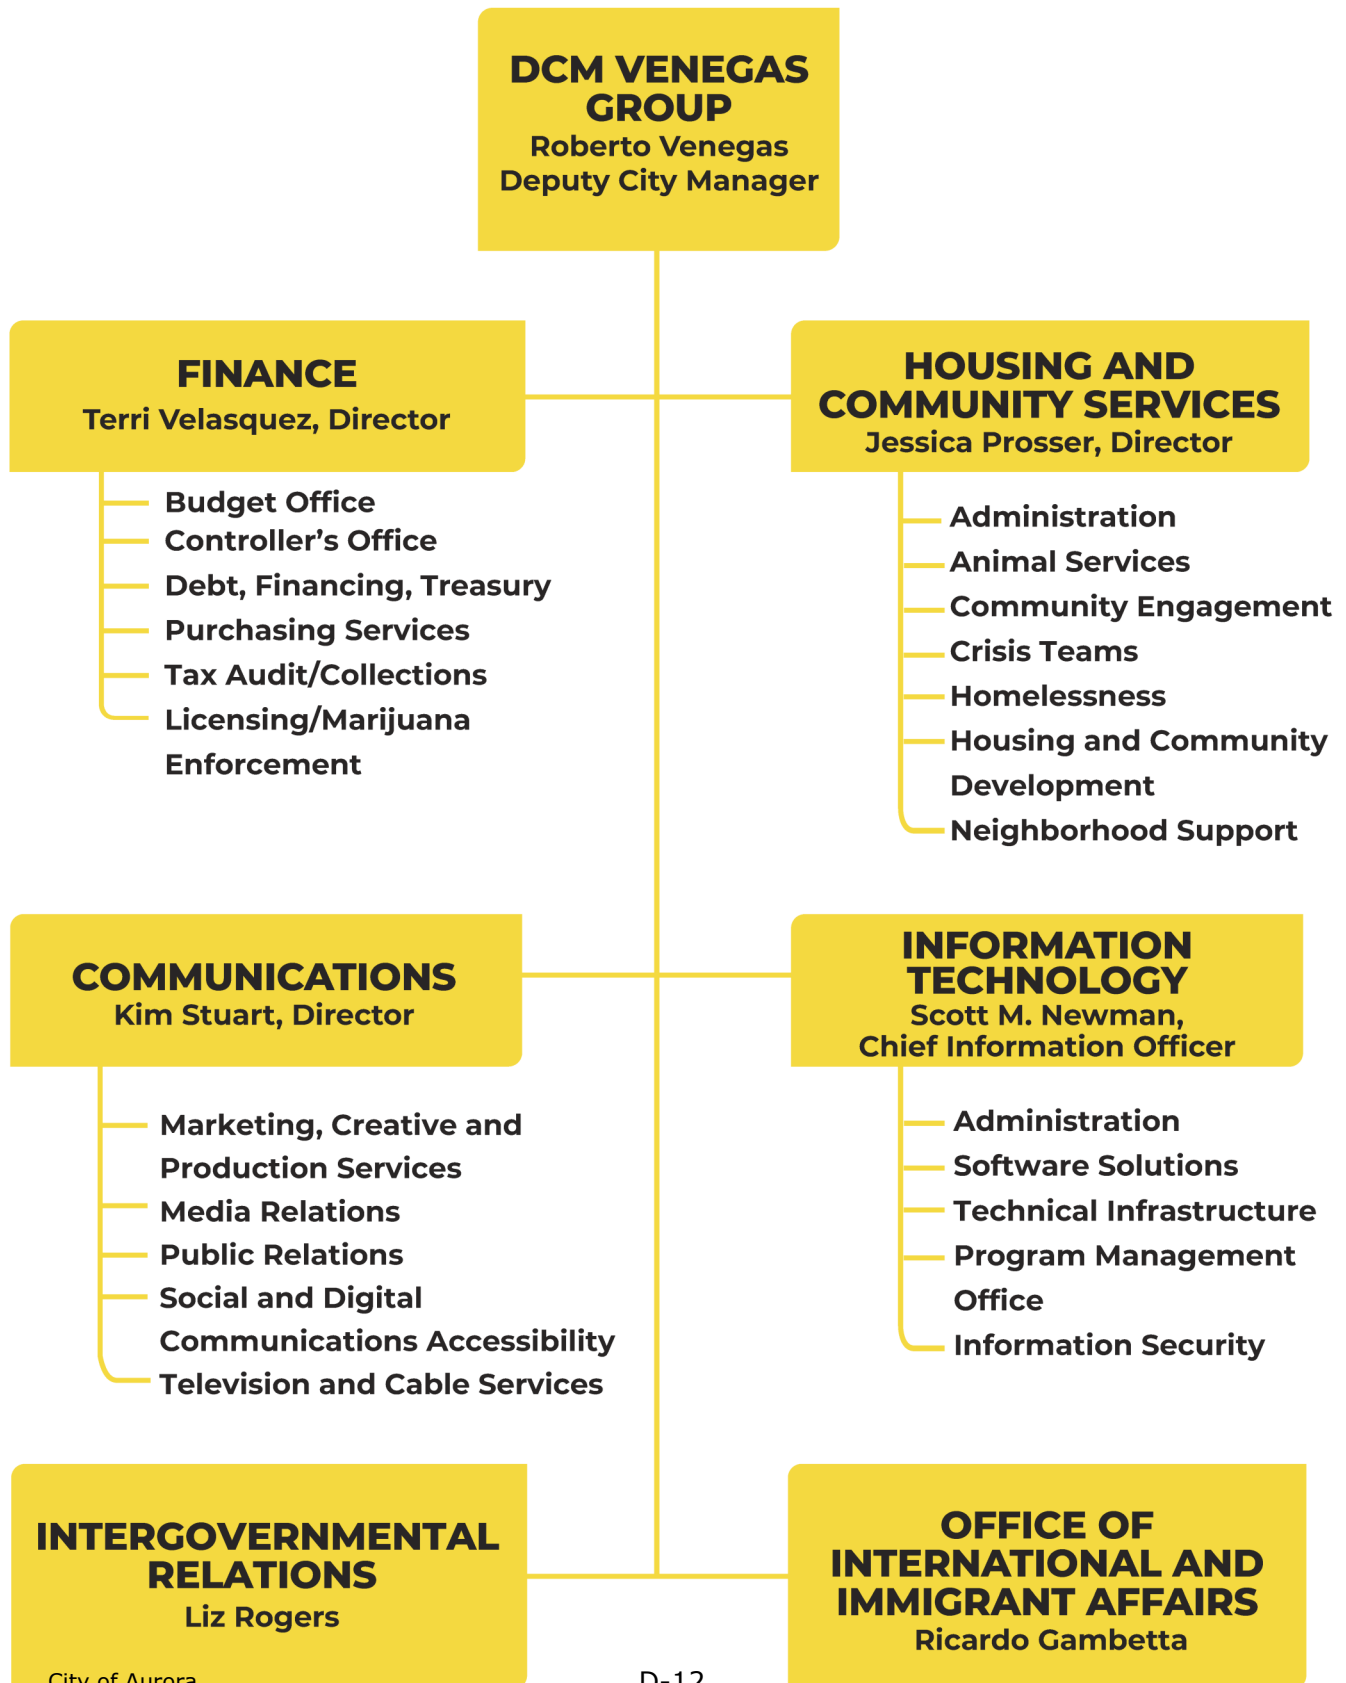 DCM VENEGAS
GROUP
Roberto Venegas
Deputy City Manager
FINANCE
Terri Velasquez, Director
Budget Office
Controller’s Office
Debt, Financing, Treasury
Purchasing Services
Tax Audit/Collections
Licensing/Marijuana
Enforcement
HOUSING AND
COMMUNITY SERVICES
Jessica Prosser, Director
Administration
Animal Services
Community Engagement
Crisis Teams
Homelessness
Housing and Community
Development
Neighborhood Support
COMMUNICATIONS
Kim Stuart, Director
Marketing, Creative and
Production Services
Media Relations
Public Relations
Social and Digital
Communications Accessibility
Television and Cable Services
INFORMATION
TECHNOLOGY
Scott M. Newman,
Chief Information Officer
Administration
Software Solutions
Technical Infrastructure
Program Management
Office
Information Security
INTERGOVERNMENTAL
RELATIONS
Liz Rogers
OFFICE OF
INTERNATIONAL AND
IMMIGRANT AFFAIRS
Ricardo Gambetta
City of Aurora
D-12